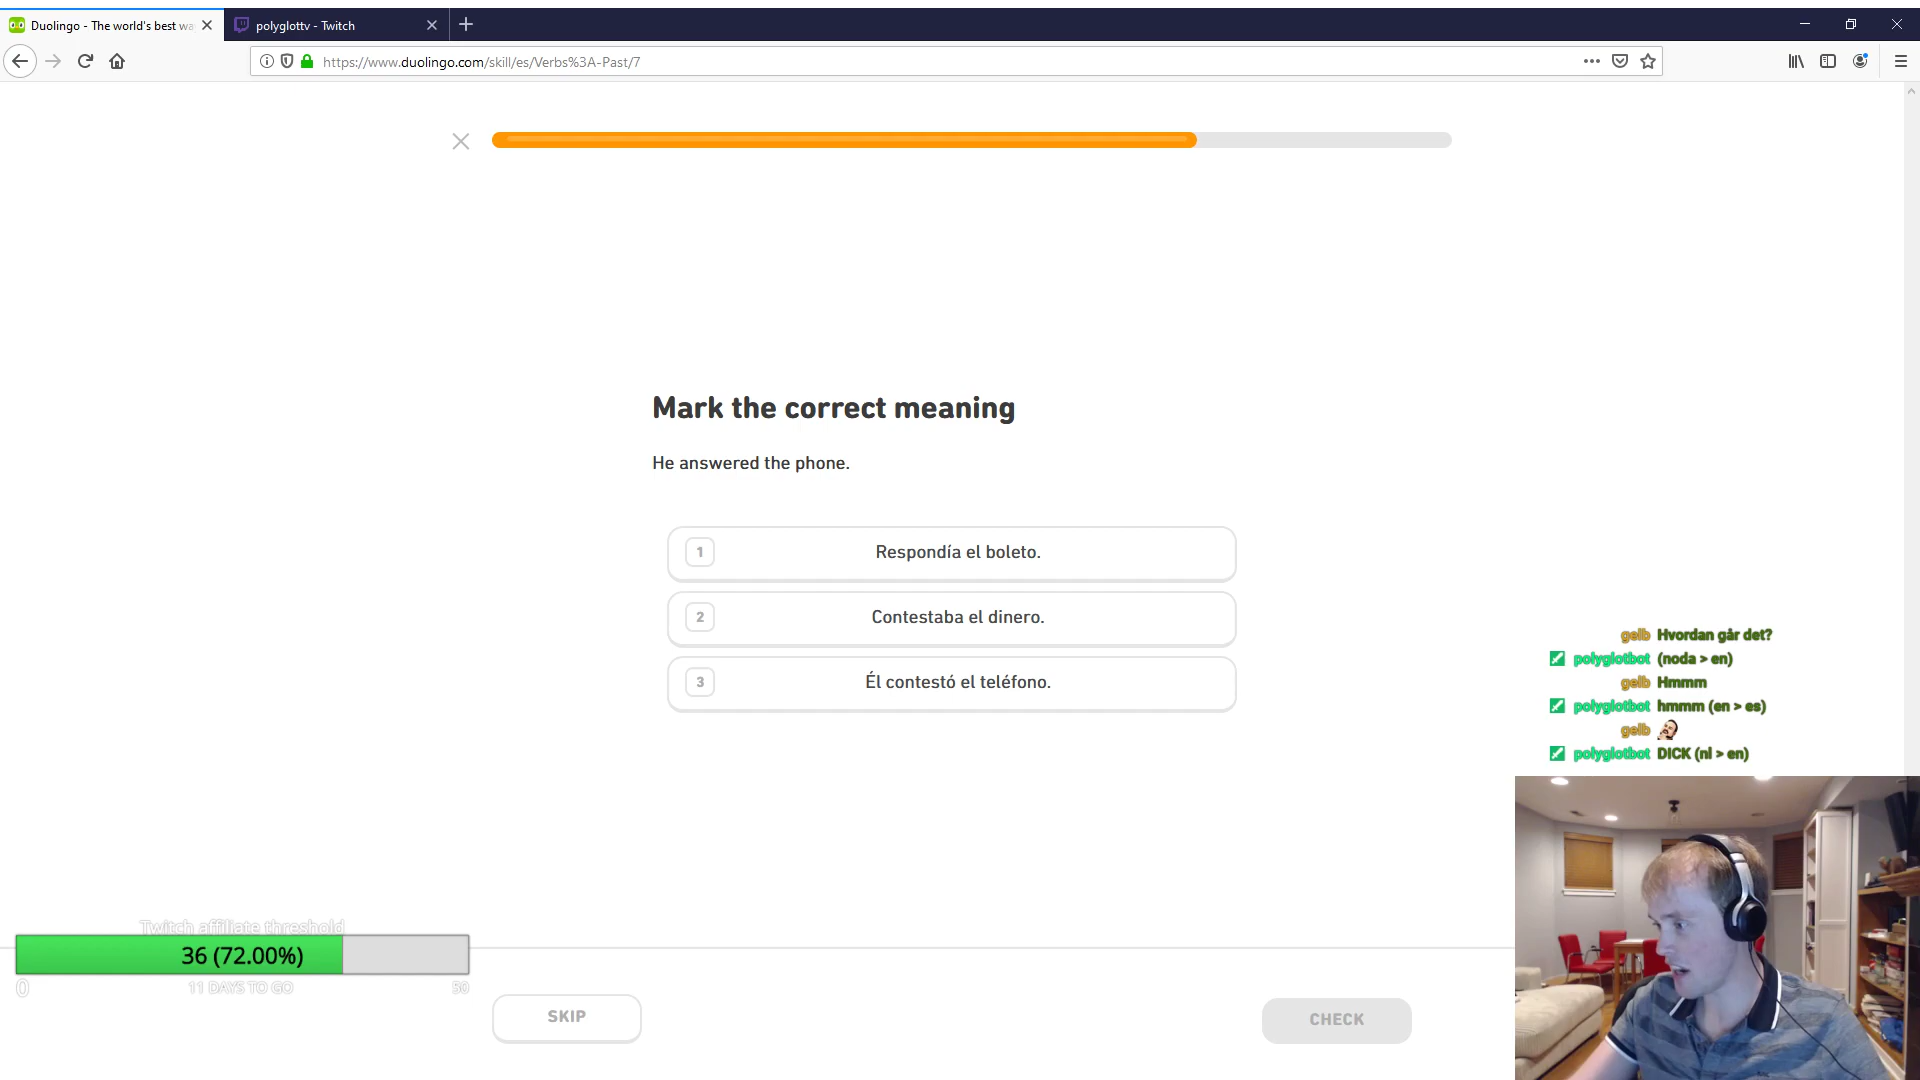 Duolingo - The world's best wa
polyglottv - Twitch
https://www.duolingo.com/skill/es/Verbs%3A-Past/7
Mark the correct meaning
He answered the phone.
1 Respondía el boleto.
2 Contestaba el dinero.
3 Él contestó el teléfono.
gelb Hvordan går det?
polyglotbot (noda > en)
gelb Hmmm
polyglotbot hmmm (en > es)
gelb
polyglotbot DICK (nl > en)
Twitch affiliate threshold
36 (72.00%)
0 11 DAYS TO GO 50
SKIP
CHECK